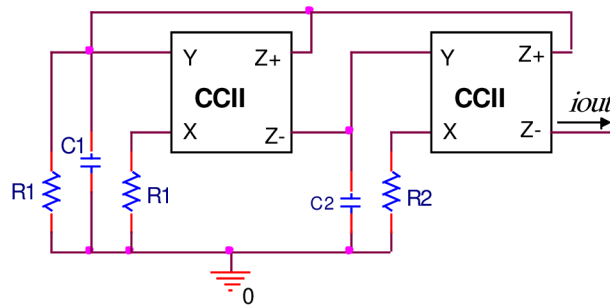 Y Z+ Y Z+
CCII CCII
iout
X Z- X Z-
C1
R1 R1 C2 R2
0